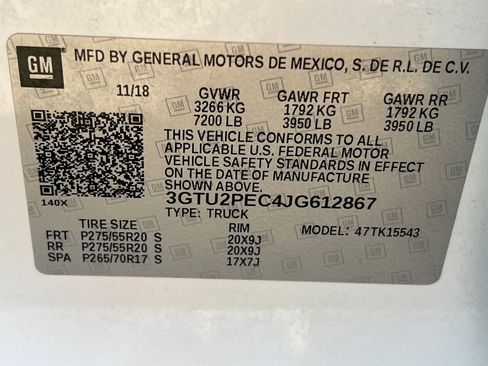 GM
MFD BY GENERAL MOTORS DE MEXICO, S. DE R.L. DE C.V.
11/18 GVWR GAWR FRT GAWR RR
3266 KG 1792 KG 1792 KG
7200 LB 3950 LB 3950 LB
THIS VEHICLE CONFORMS TO ALL
APPLICABLE U.S. FEDERAL MOTOR
VEHICLE SAFETY STANDARDS IN EFFECT
ON THE DATE OF MANUFACTURE
SHOWN ABOVE.
140X 3GTU2PEC4JG612867
TYPE: TRUCK
TIRE SIZE RIM MODEL: 47TK15543
FRT P275/55R20 S 20X9J
RR P275/55R20 S 20X9J
SPA P265/70R17 S 17X7J